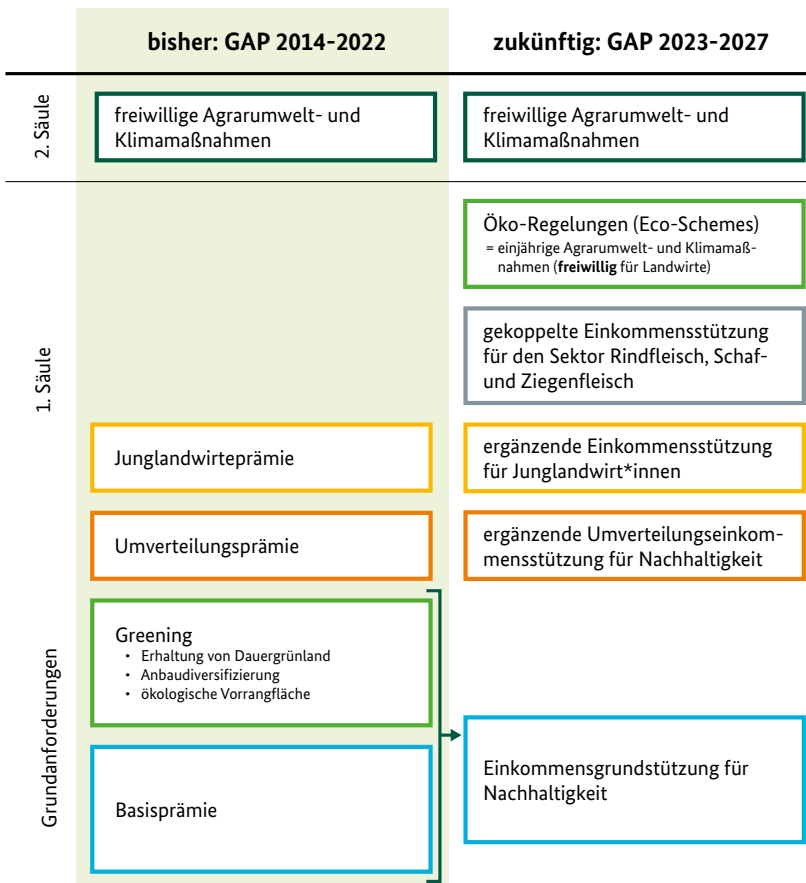 bisher: GAP 2014-2022
zukünftig: GAP 2023-2027
2. Säule
freiwillige Agrarumwelt- und
Klimamaßnahmen
freiwillige Agrarumwelt- und
Klimamaßnahmen
1. Säule
Öko-Regelungen (Eco-Schemes)
= einjährige Agrarumwelt- und Klimamaß-
nahmen (freiwillig für Landwirte)
gekoppelte Einkommensstützung
für den Sektor Rindfleisch, Schaf-
und Ziegenfleisch
Junglandwirteprämie
ergänzende Einkommensstützung
für Junglandwirt*innen
Umverteilungsprämie
ergänzende Umverteilungseinkom-
mensstützung für Nachhaltigkeit
Grundanforderungen
Greening
• Erhaltung von Dauergrünland
• Anbaudiversifizierung
• ökologische Vorrangfläche
Basisprämie
Einkommensgrundstützung für
Nachhaltigkeit